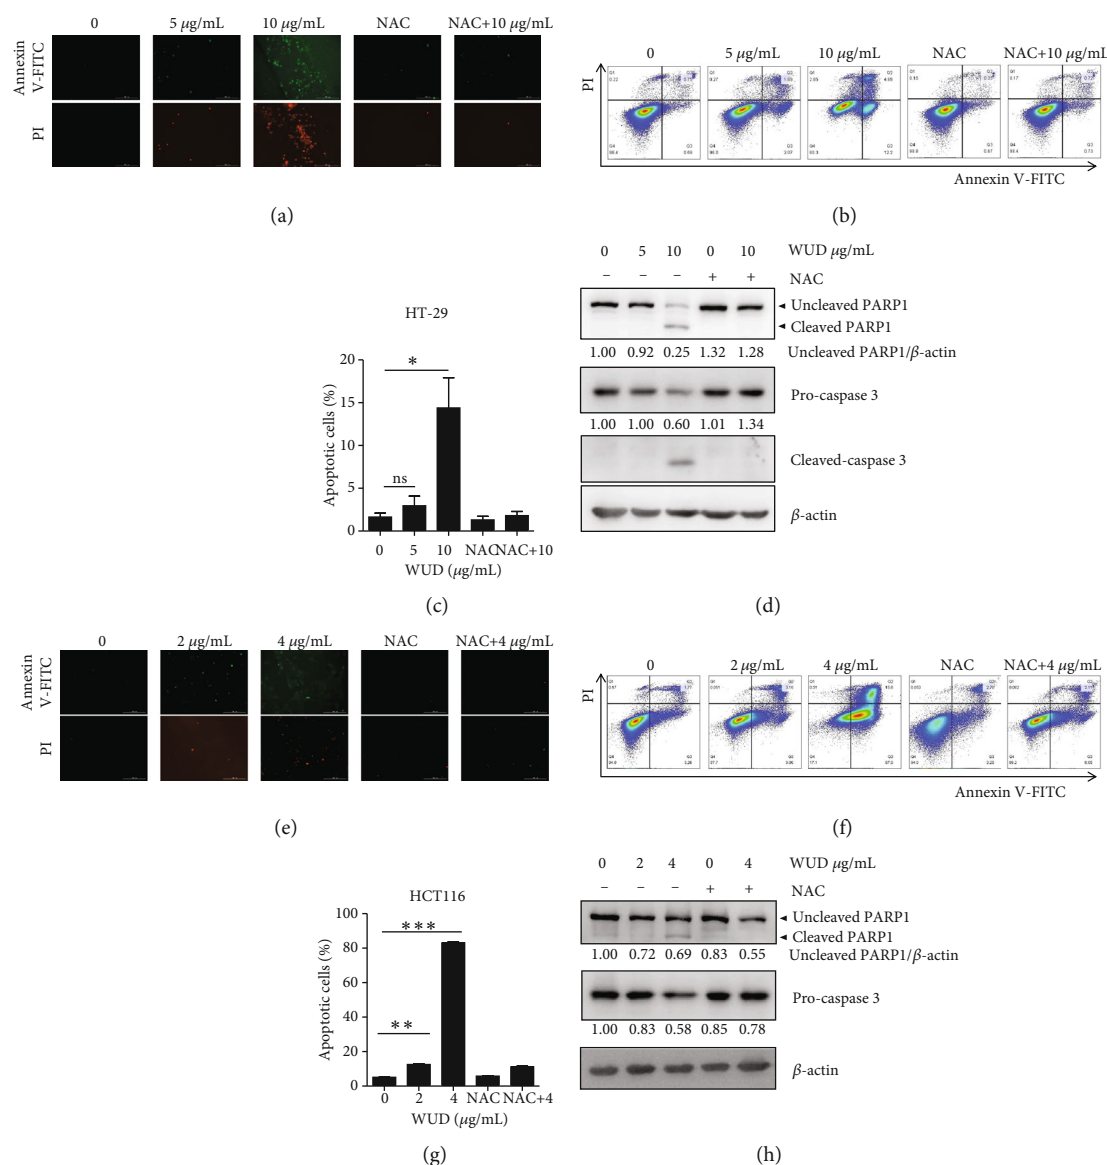 0 5 μg/mL 10 μg/mL NAC NAC+10 μg/mL
Annexin
V-FITC
PI
(a)
0 5 μg/mL 10 μg/mL NAC NAC+10 μg/mL
PI
Annexin V-FITC
(b)
HT-29
Apoptotic cells (%)
20
15
10
5
0
*
ns
0 5 10 NAC NAC+10
WUD (μg/mL)
(c)
0 5 10 0 10 WUD μg/mL
− − − + + NAC
Uncleaved PARP1
Cleaved PARP1
1.00 0.92 0.25 1.32 1.28 Uncleaved PARP1/β-actin
Pro-caspase 3
1.00 1.00 0.60 1.01 1.34
Cleaved-caspase 3
β-actin
(d)
0 2 μg/mL 4 μg/mL NAC NAC+4 μg/mL
Annexin
V-FITC
PI
(e)
0 2 μg/mL 4 μg/mL NAC NAC+4 μg/mL
PI
Annexin V-FITC
(f)
HCT116
Apoptotic cells (%)
100
80
60
40
20
0
***
**
0 2 4 NAC NAC+4
WUD (μg/mL)
(g)
0 2 4 0 4 WUD μg/mL
− − − + + NAC
Uncleaved PARP1
Cleaved PARP1
1.00 0.72 0.69 0.83 0.55 Uncleaved PARP1/β-actin
Pro-caspase 3
1.00 0.83 0.58 0.85 0.78
β-actin
(h)